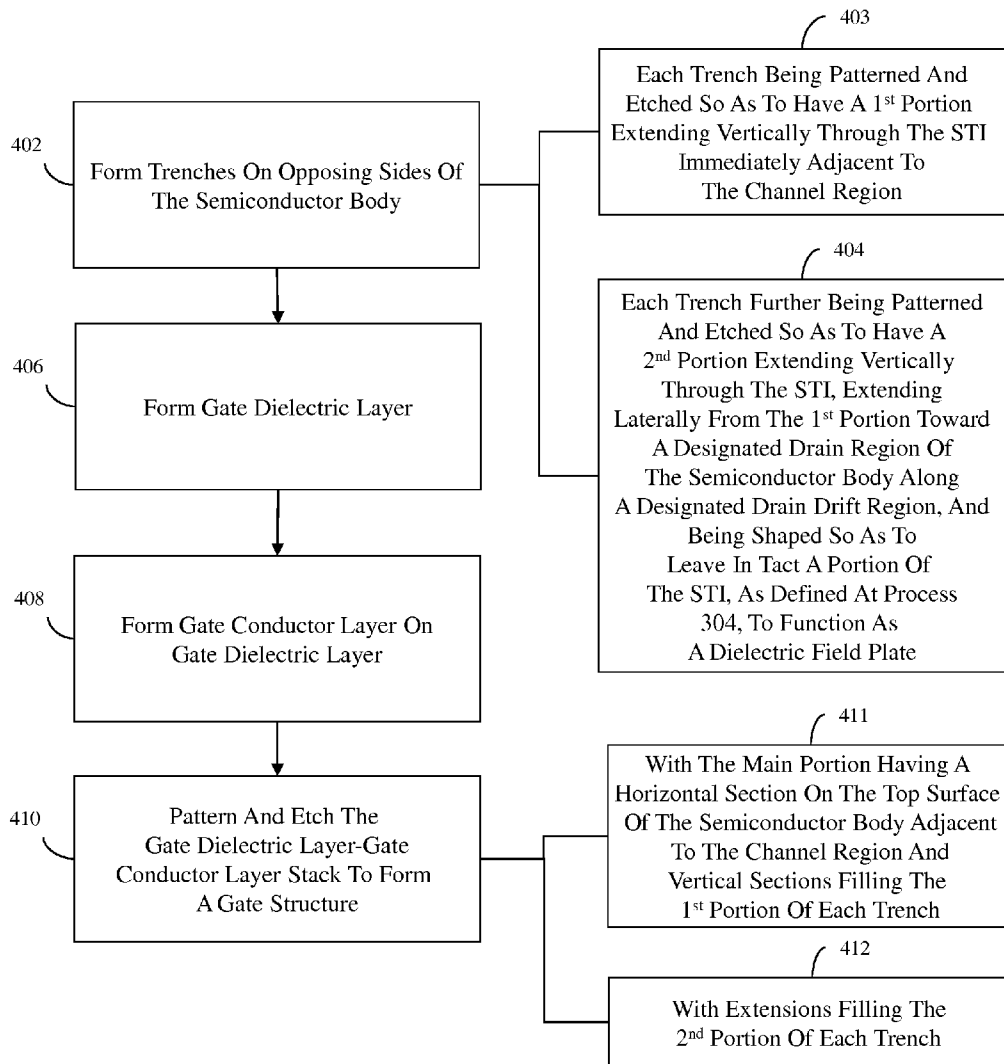 402
Form Trenches On Opposing Sides Of
The Semiconductor Body
403
Each Trench Being Patterned And
Etched So As To Have A 1st Portion
Extending Vertically Through The STI
Immediately Adjacent To
The Channel Region
404
Each Trench Further Being Patterned
And Etched So As To Have A
2nd Portion Extending Vertically
Through The STI, Extending
Laterally From The 1st Portion Toward
A Designated Drain Region Of
The Semiconductor Body Along
A Designated Drain Drift Region, And
Being Shaped So As To
Leave In Tact A Portion Of
The STI, As Defined At Process
304, To Function As
A Dielectric Field Plate
406
Form Gate Dielectric Layer
408
Form Gate Conductor Layer On
Gate Dielectric Layer
410
Pattern And Etch The
Gate Dielectric Layer-Gate
Conductor Layer Stack To Form
A Gate Structure
411
With The Main Portion Having A
Horizontal Section On The Top Surface
Of The Semiconductor Body Adjacent
To The Channel Region And
Vertical Sections Filling The
1st Portion Of Each Trench
412
With Extensions Filling The
2nd Portion Of Each Trench